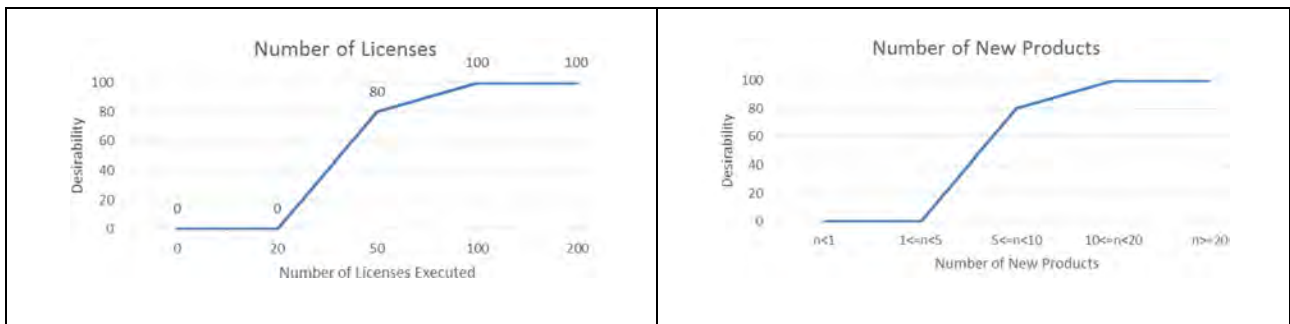 Number of Licenses
100
100
80
0
0
100
80
60
40
20
0
Desirability
0 20 50 100 200
Number of Licenses Executed
Number of New Products
100
80
60
40
20
0
Desirability
n<1 1<=n<5 5<=n<10 10<=n<20 n>=20
Number of New Products